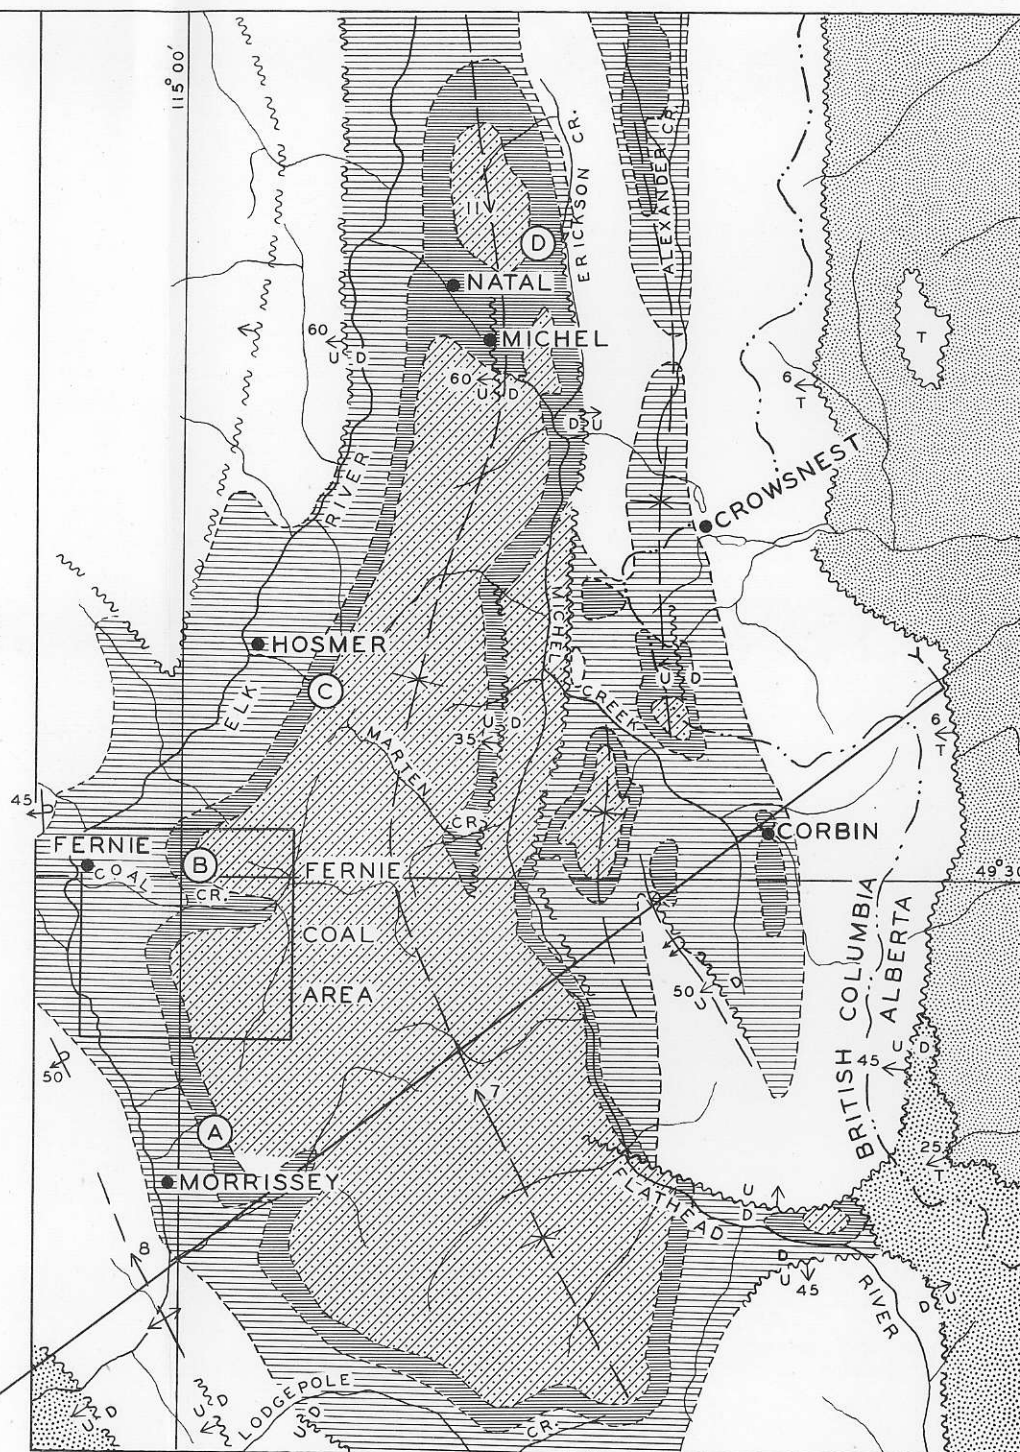 115° 00'
ERICKSON CR.
ALEXANDER CR.
11
D
NATAL
T
60
U D
MICHEL
60
U D
6
T
D U
ELK RIVER
CROWSNEST
HOSMER
MICHEL CREEK
U D
C
MARTEN CR.
U D
35
6
T
45
U D
FERNIE
B
CORBIN
COAL CR.
FERNIE
COAL
AREA
49° 30'
BRITISH COLUMBIA
ALBERTA
D
50
U
U D
45
50
7
A
25
T
MORRISSEY
FLATHEAD RIVER
U
D
8
D
U 45
D U
LODGEPOLE CR.
U D
U D
U D